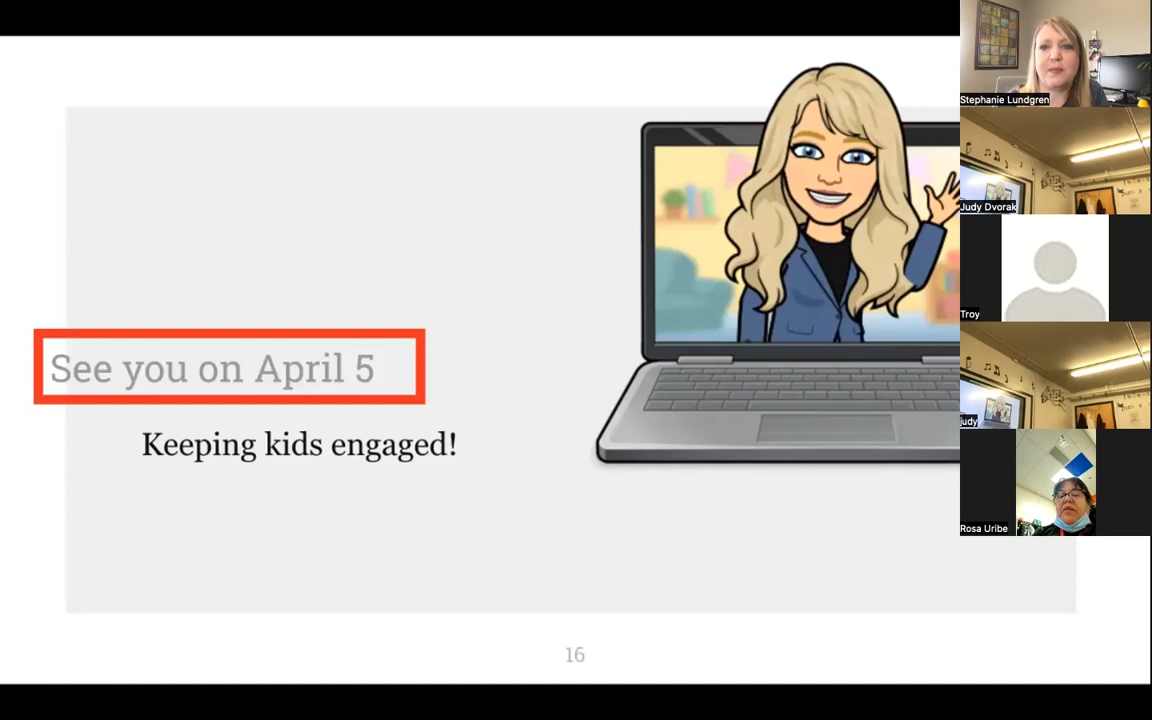 See you on April 5
Keeping kids engaged!
16
Stephanie Lundgren
Judy Dvorak
Troy
judy
Rosa Uribe